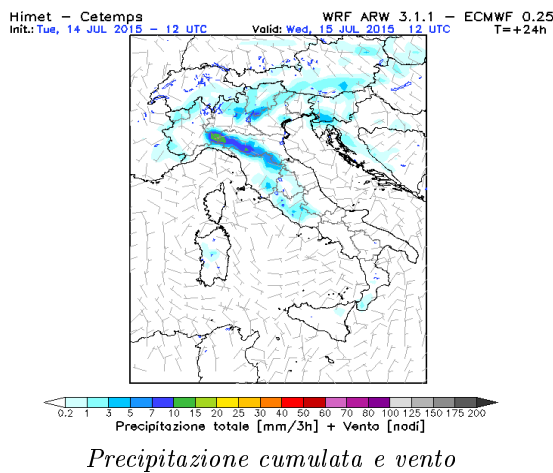 Himet – Cetemps WRF ARW 3.1.1 – ECMWF 0.25
Init.: Tue, 14 JUL 2015 – 12 UTC Valid: Wed, 15 JUL 2015 12 UTC T=+24h
0.2 1 3 5 7 10 15 20 25 30 40 50 60 70 80 100 125 150 175 200
Precipitazione totale [mm/3h] + Vento [nodi]
Precipitazione cumulata e vento